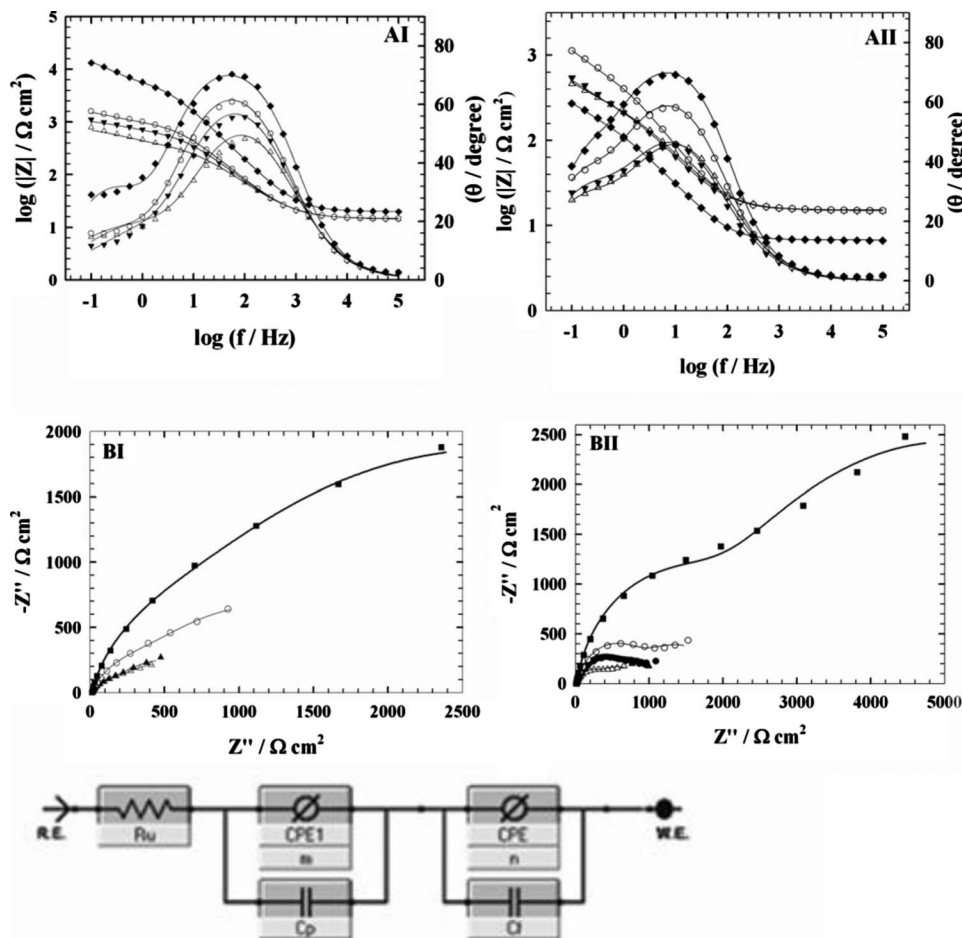 AI
5
4
3
2
1
0
80
60
40
20
0
log (|Z| / Ω cm²)
(θ / degree)
-1 0 1 2 3 4 5
log (f / Hz)
AII
3
2
1
0
80
60
40
20
0
log (|Z| / Ω cm²)
(θ / degree)
-1 0 1 2 3 4 5
log (f / Hz)
BI
2000
1500
1000
500
0
-Z'' / Ω cm²
0 500 1000 1500 2000 2500
Z'' / Ω cm²
BII
2500
2000
1500
1000
500
0
-Z'' / Ω cm²
0 1000 2000 3000 4000 5000
Z'' / Ω cm²
R.E.
Ru
CPE1
m
Cp
CPE
n
Cf
W.E.